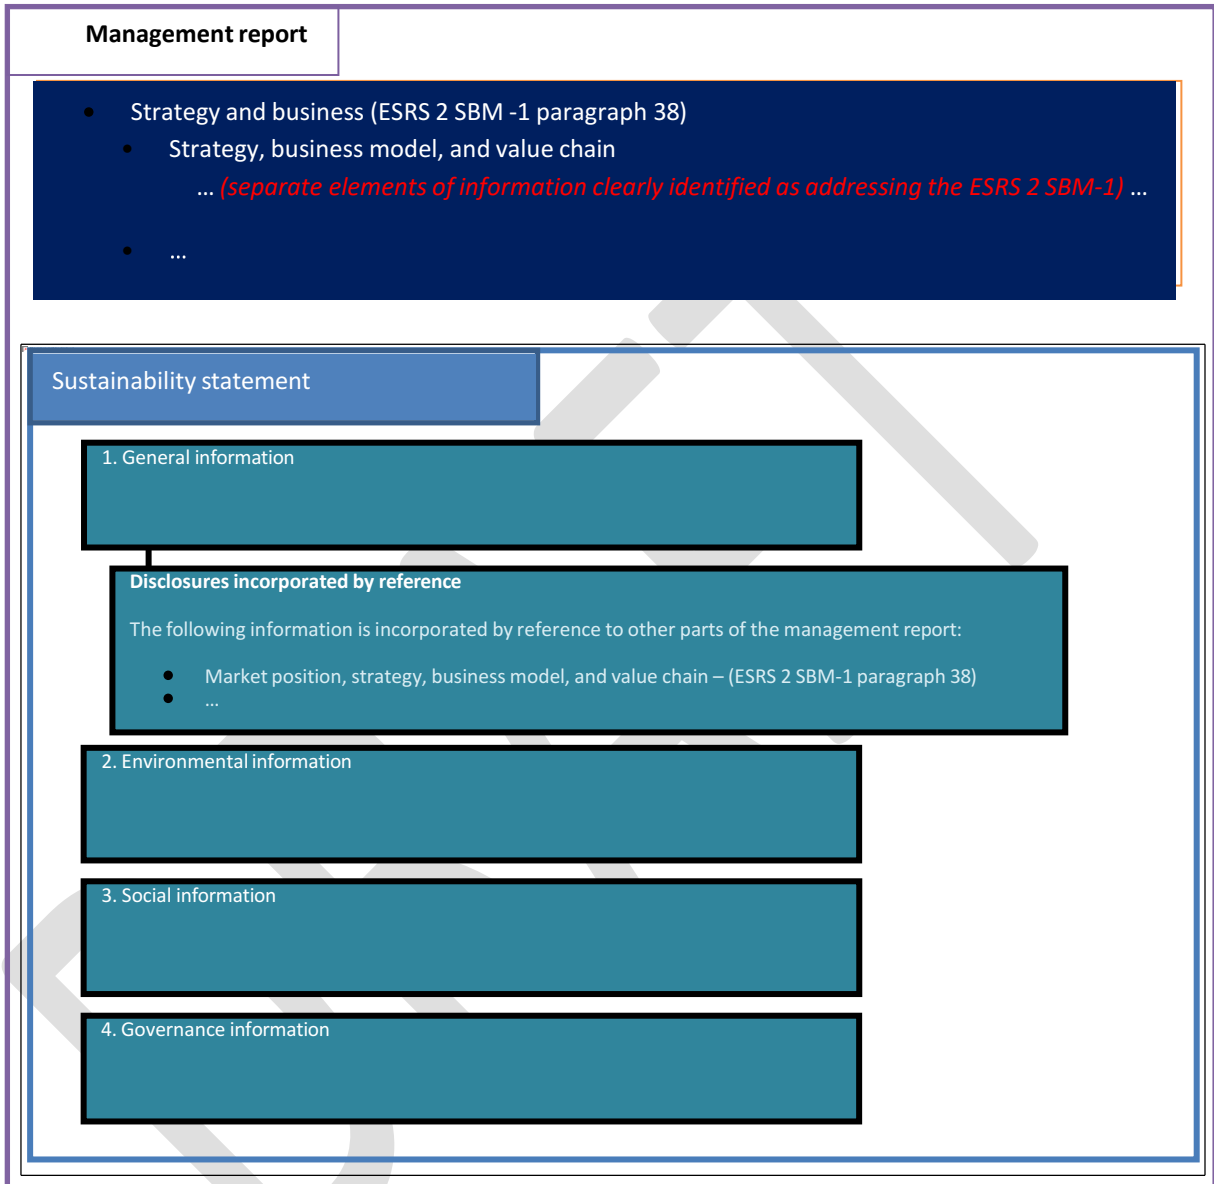 Management report
• Strategy and business (ESRS 2 SBM -1 paragraph 38)
• Strategy, business model, and value chain
... (separate elements of information clearly identified as addressing the ESRS 2 SBM-1) ...
• ...
Sustainability statement
1. General information
Disclosures incorporated by reference
The following information is incorporated by reference to other parts of the management report:
• Market position, strategy, business model, and value chain – (ESRS 2 SBM-1 paragraph 38)
• ...
2. Environmental information
3. Social information
4. Governance information